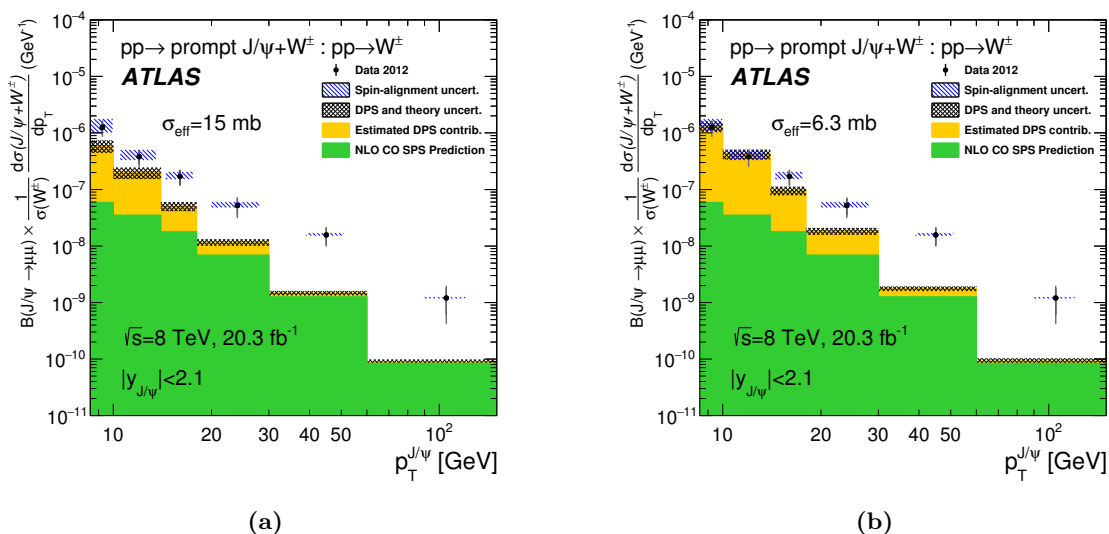 pp→ prompt J/ψ+W± : pp→W±
ATLAS
Data 2012
Spin-alignment uncert.
DPS and theory uncert.
Estimated DPS contrib.
NLO CO SPS Prediction
σ_eff=15 mb
√s=8 TeV, 20.3 fb⁻¹
|y_J/ψ|<2.1
B(J/ψ →μμ) × 1/σ(W±) dσ(J/ψ+W±)/dp_T (GeV⁻¹)
10⁻⁴
10⁻⁵
10⁻⁶
10⁻⁷
10⁻⁸
10⁻⁹
10⁻¹⁰
10⁻¹¹
10 20 30 40 50 10²
p_T^J/ψ [GeV]
(a)
pp→ prompt J/ψ+W± : pp→W±
ATLAS
Data 2012
Spin-alignment uncert.
DPS and theory uncert.
Estimated DPS contrib.
NLO CO SPS Prediction
σ_eff=6.3 mb
√s=8 TeV, 20.3 fb⁻¹
|y_J/ψ|<2.1
B(J/ψ →μμ) × 1/σ(W±) dσ(J/ψ+W±)/dp_T (GeV⁻¹)
10⁻⁴
10⁻⁵
10⁻⁶
10⁻⁷
10⁻⁸
10⁻⁹
10⁻¹⁰
10⁻¹¹
10 20 30 40 50 10²
p_T^J/ψ [GeV]
(b)